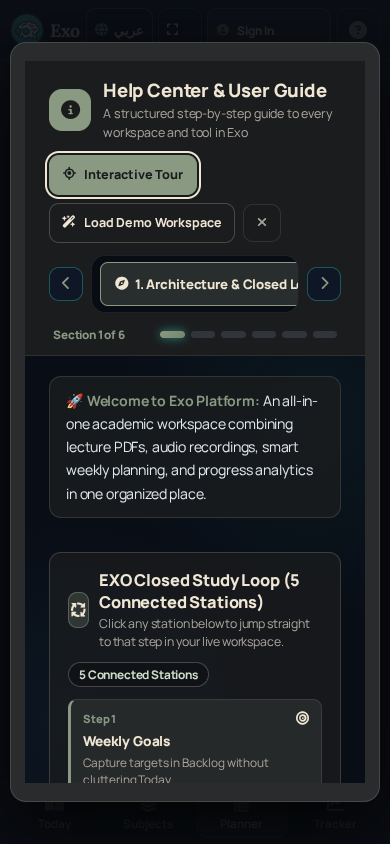 Exo
عربي
Sign In
Help Center & User Guide
A structured step-by-step guide to every
workspace and tool in Exo
Interactive Tour
Load Demo Workspace
1. Architecture & Closed Lo
Section 1 of 6
🚀 Welcome to Exo Platform: An all-in-
one academic workspace combining
lecture PDFs, audio recordings, smart
weekly planning, and progress analytics
in one organized place.
EXO Closed Study Loop (5
Connected Stations)
Click any station below to jump straight
to that step in your live workspace.
5 Connected Stations
Step 1
Weekly Goals
Capture targets in Backlog without
cluttering Today
Today
Subjects
Planner
Tracker